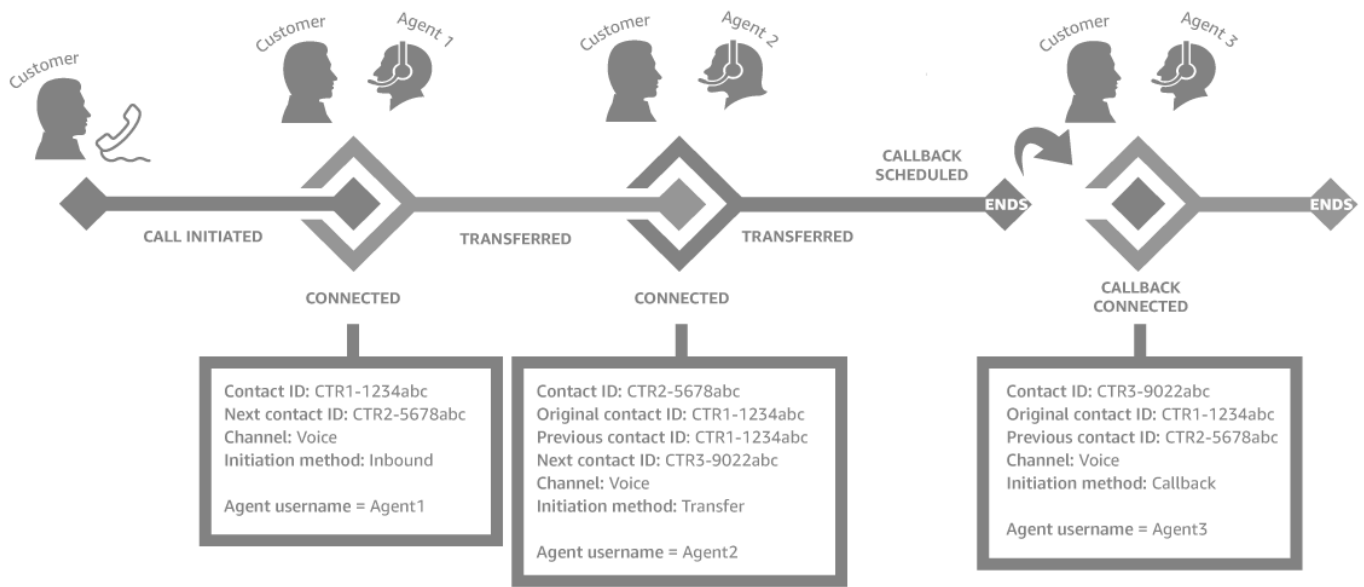 Customer
Customer
Agent 1
Customer
Agent 2
Customer
Agent 3
CALL INITIATED
TRANSFERRED
TRANSFERRED
CALLBACK
SCHEDULED
ENDS
ENDS
CONNECTED
CONNECTED
CALLBACK
CONNECTED
Contact ID: CTR1-1234abc
Next contact ID: CTR2-5678abc
Channel: Voice
Initiation method: Inbound
Agent username = Agent1
Contact ID: CTR2-5678abc
Original contact ID: CTR1-1234abc
Previous contact ID: CTR1-1234abc
Next contact ID: CTR3-9022abc
Channel: Voice
Initiation method: Transfer
Agent username = Agent2
Contact ID: CTR3-9022abc
Original contact ID: CTR1-1234abc
Previous contact ID: CTR2-5678abc
Channel: Voice
Initiation method: Callback
Agent username = Agent3